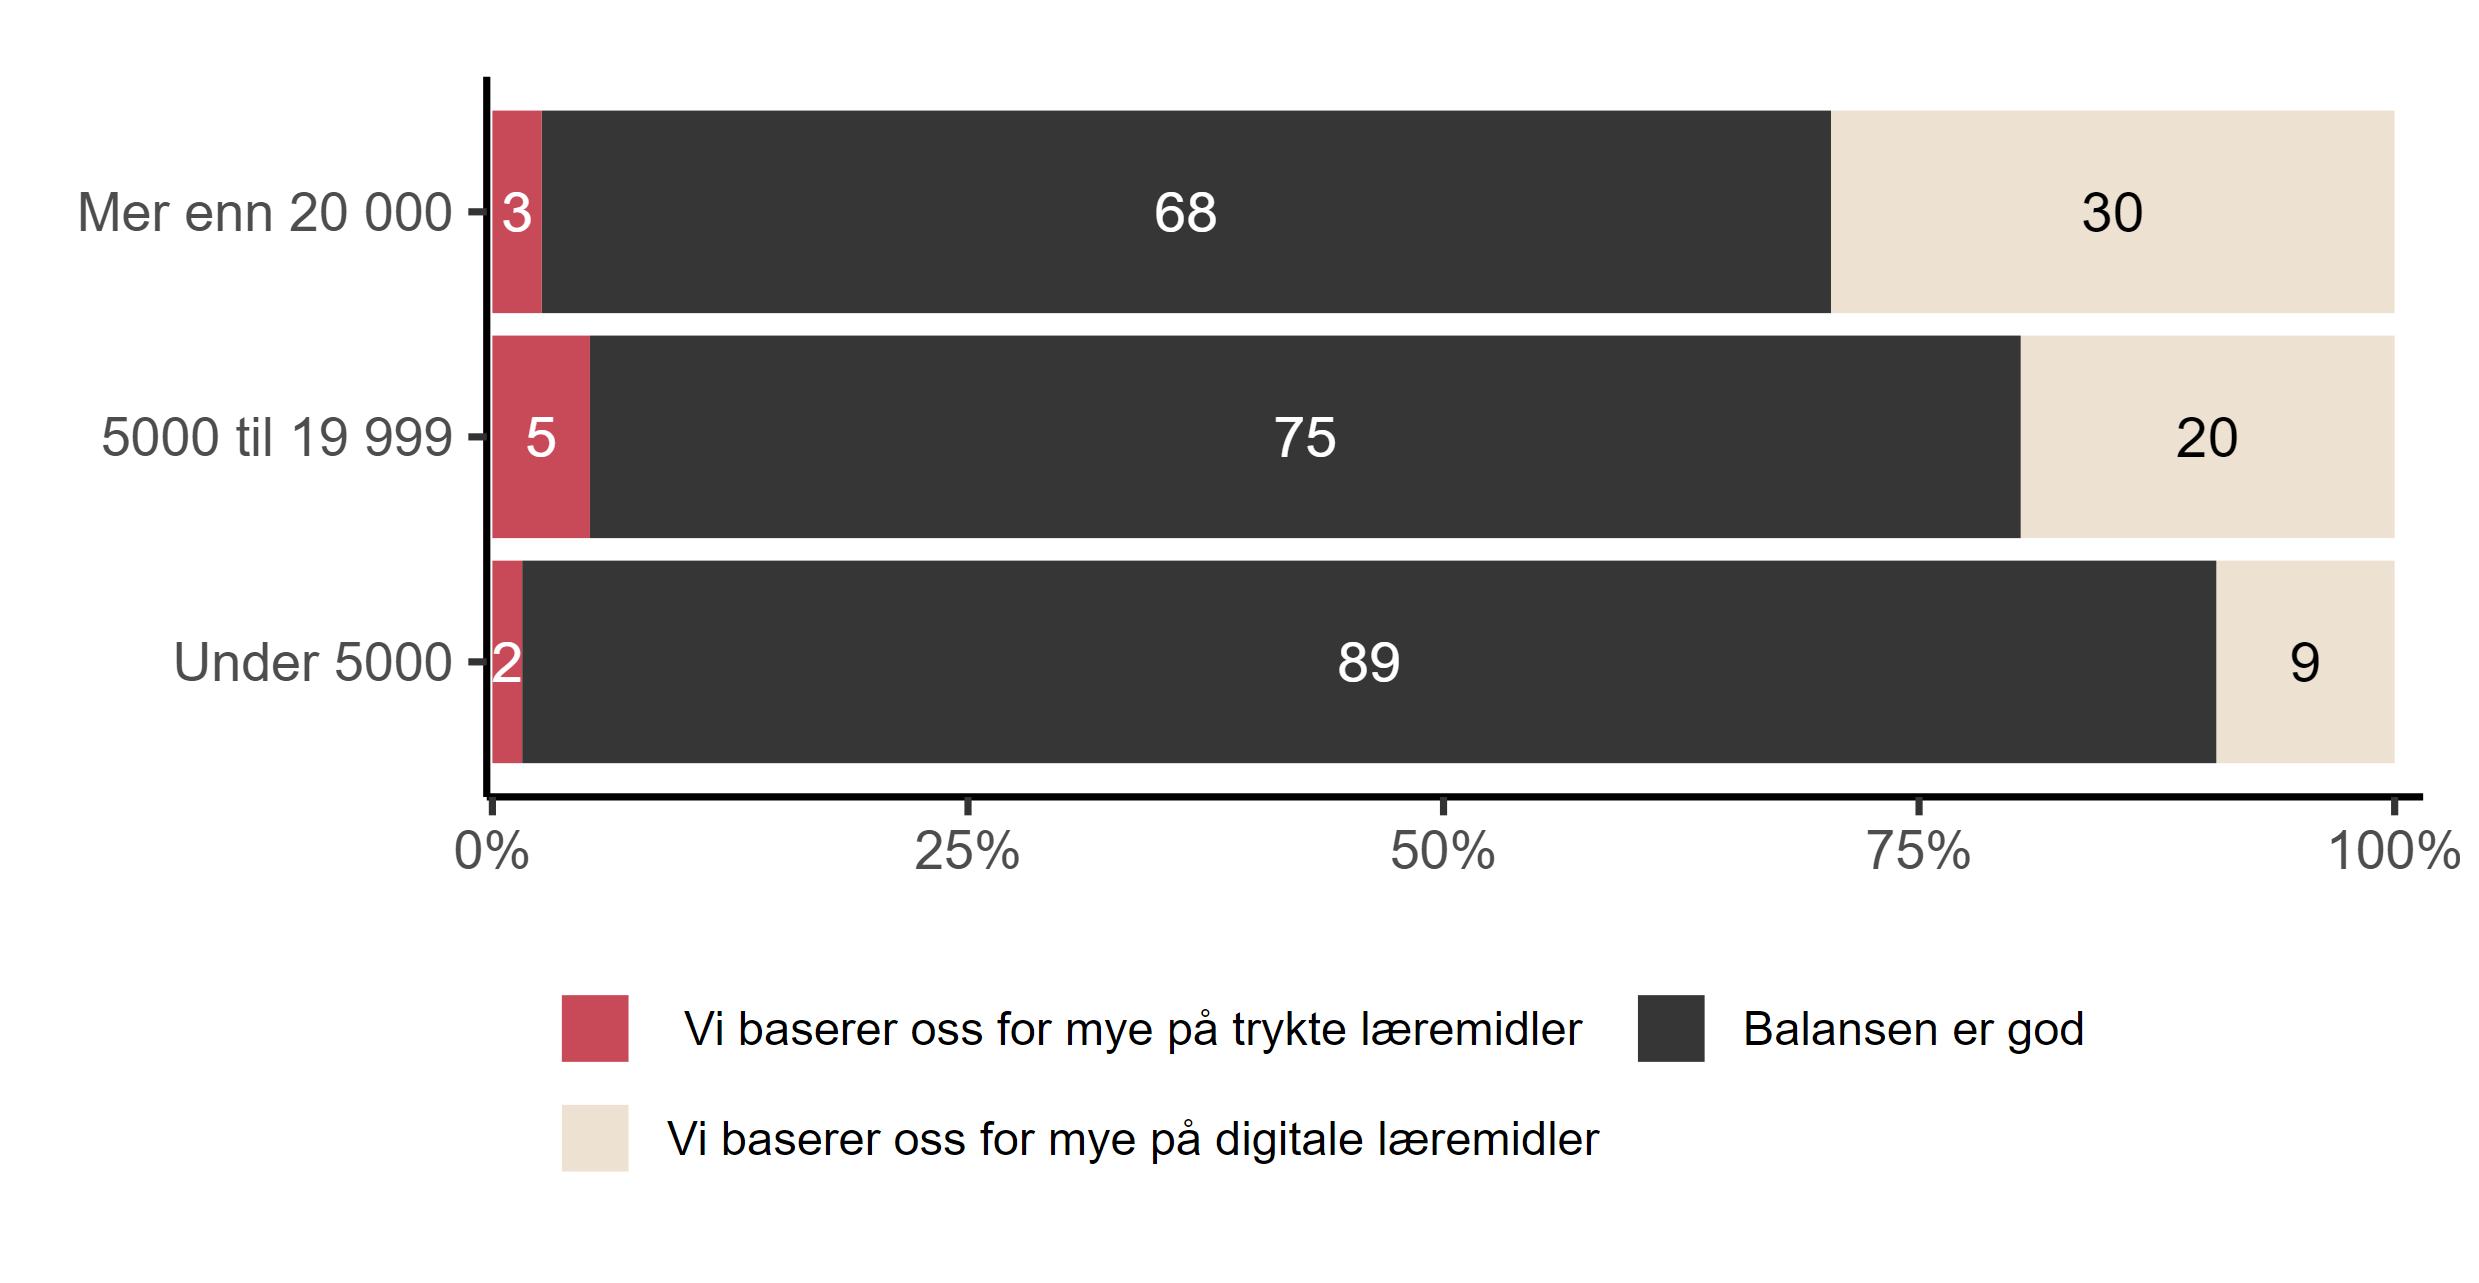 Mer enn 20 000 3 68 30
5000 til 19 999 5 75 20
Under 5000 2 89 9
0% 25% 50% 75% 100%
Vi baserer oss for mye på trykte læremidler Balansen er god
Vi baserer oss for mye på digitale læremidler